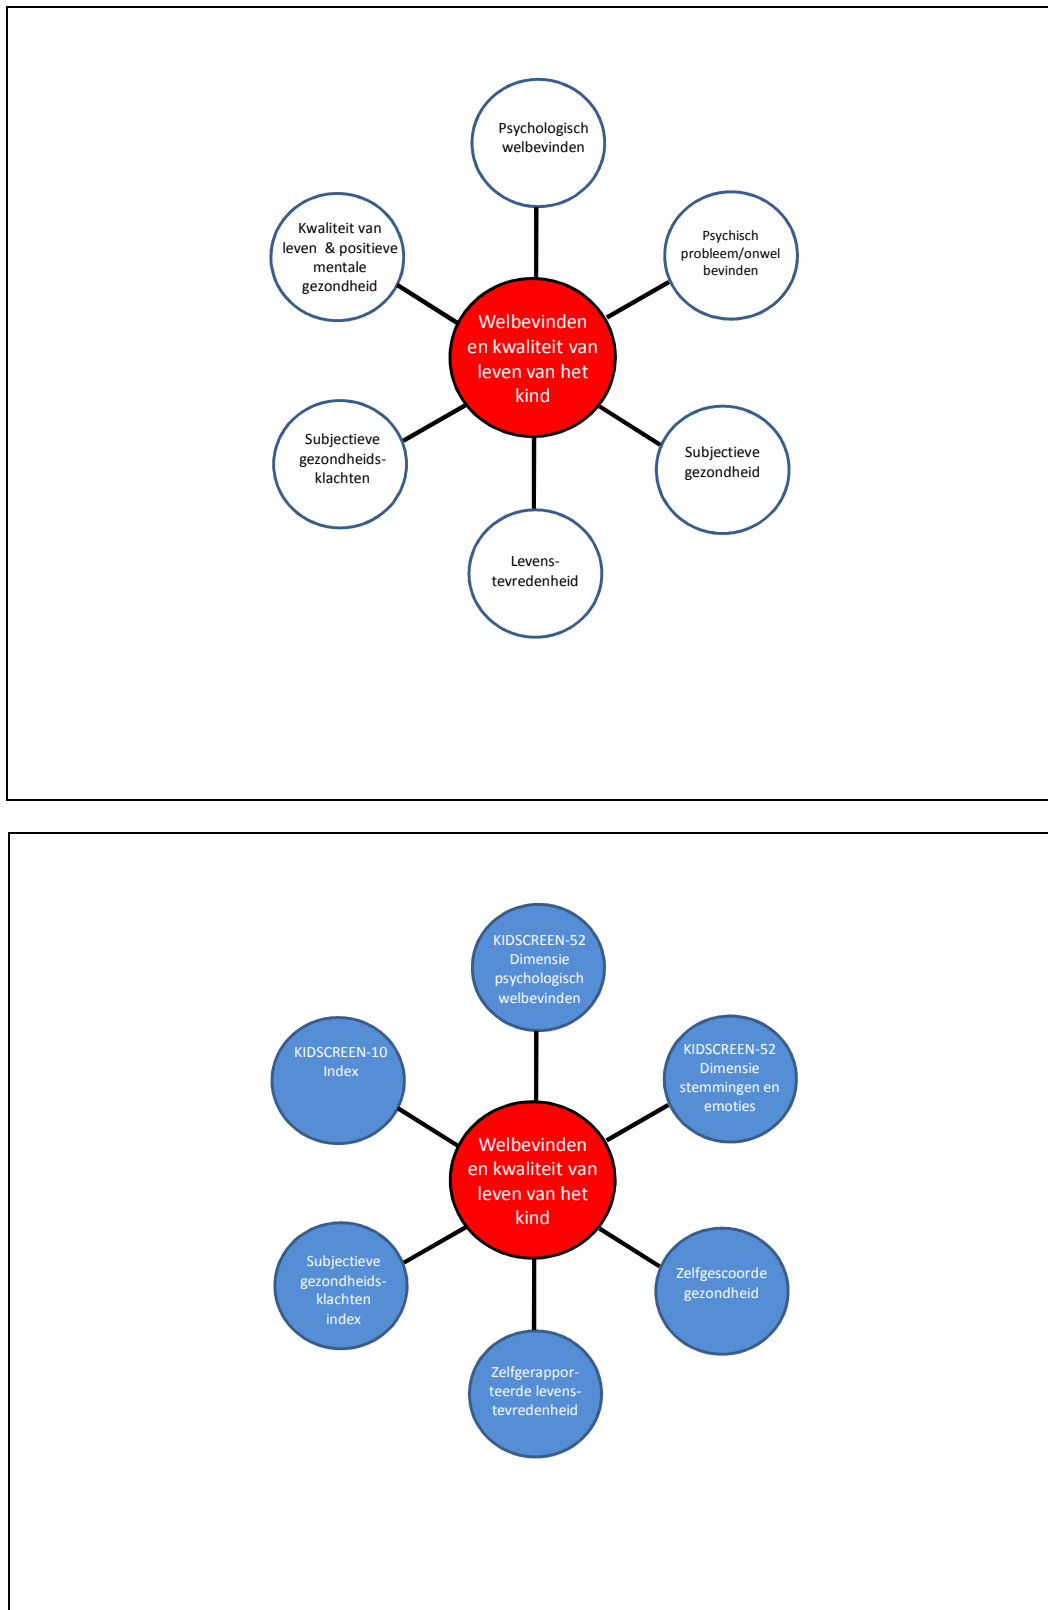 Psychologisch
welbevinden
Kwaliteit van
leven & positieve
mentale
gezondheid
Psychisch
probleem/onwel
bevinden
Welbevinden
en kwaliteit van
leven van het
kind
Subjectieve
gezondheids-
klachten
Subjectieve
gezondheid
Levens-
tevredenheid
KIDSCREEN-52
Dimensie
psychologisch
welbevinden
KIDSCREEN-10
Index
KIDSCREEN-52
Dimensie
stemmingen en
emoties
Welbevinden
en kwaliteit van
leven van het
kind
Subjectieve
gezondheids-
klachten
index
Zelfgescoorde
gezondheid
Zelfgerappor-
teerde levens-
tevredenheid